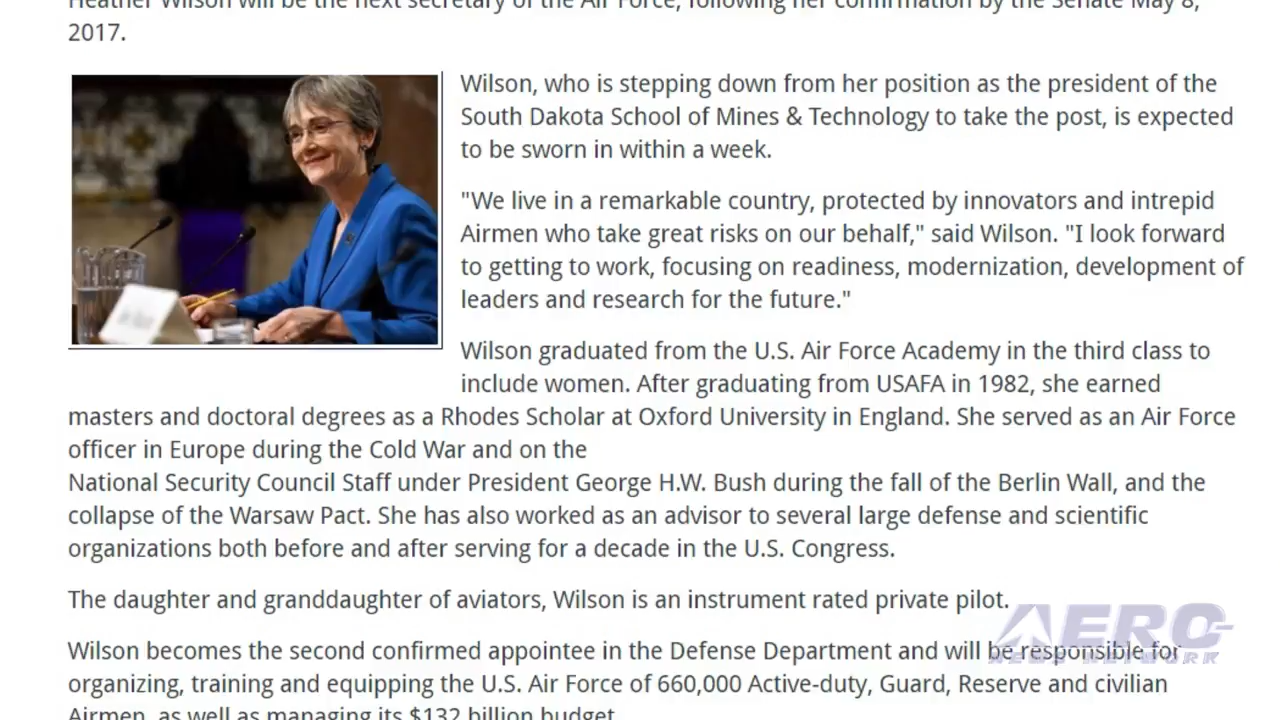 Heather Wilson will be the next secretary of the Air Force, following her confirmation by the Senate May 8,
2017.
Wilson, who is stepping down from her position as the president of the
South Dakota School of Mines & Technology to take the post, is expected
to be sworn in within a week.
"We live in a remarkable country, protected by innovators and intrepid
Airmen who take great risks on our behalf," said Wilson. "I look forward
to getting to work, focusing on readiness, modernization, development of
leaders and research for the future."
Wilson graduated from the U.S. Air Force Academy in the third class to
include women. After graduating from USAFA in 1982, she earned
masters and doctoral degrees as a Rhodes Scholar at Oxford University in England. She served as an Air Force
officer in Europe during the Cold War and on the
National Security Council Staff under President George H.W. Bush during the fall of the Berlin Wall, and the
collapse of the Warsaw Pact. She has also worked as an advisor to several large defense and scientific
organizations both before and after serving for a decade in the U.S. Congress.
The daughter and granddaughter of aviators, Wilson is an instrument rated private pilot.
Wilson becomes the second confirmed appointee in the Defense Department and will be responsible for
organizing, training and equipping the U.S. Air Force of 660,000 Active-duty, Guard, Reserve and civilian
Airmen, as well as managing its $132 billion budget.
AERO
NEWS NETWORK